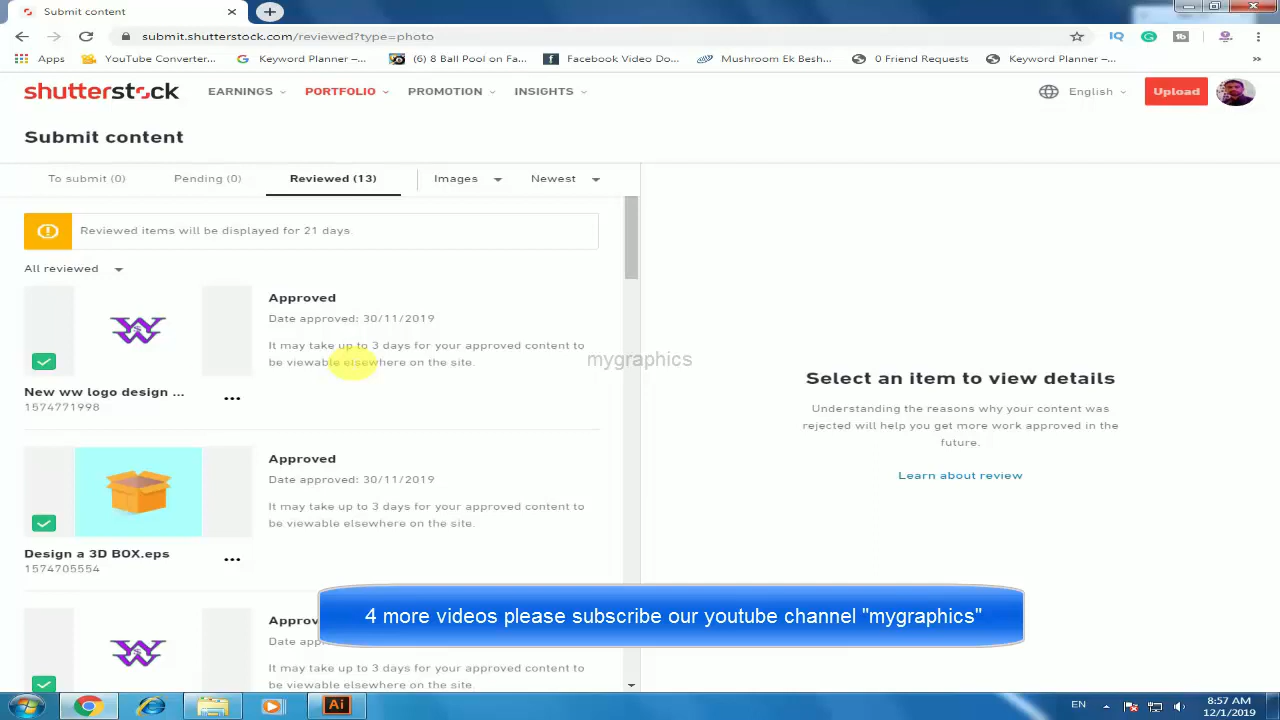 Submit content
submit.shutterstock.com/reviewed?type=photo
Apps
YouTube Converter...
Keyword Planner –...
(6) 8 Ball Pool on Fa...
Facebook Video Do...
Mushroom Ek Besh...
0 Friend Requests
Keyword Planner –...
shutterstock
EARNINGS
PORTFOLIO
PROMOTION
INSIGHTS
English
Upload
Submit content
To submit (0)
Pending (0)
Reviewed (13)
Images
Newest
Reviewed items will be displayed for 21 days.
All reviewed
Approved
Date approved: 30/11/2019
It may take up to 3 days for your approved content to
be viewable elsewhere on the site.
New ww logo design ...
1574771998
Approved
Date approved: 30/11/2019
It may take up to 3 days for your approved content to
be viewable elsewhere on the site.
Design a 3D BOX.eps
1574705554
It may take up to 3 days for your approved content to
be viewable elsewhere on the site.
mygraphics
Select an item to view details
Understanding the reasons why your content was
rejected will help you get more work approved in the
future.
Learn about review
4 more videos please subscribe our youtube channel "mygraphics"
Ai
EN
8:57 AM
12/1/2019